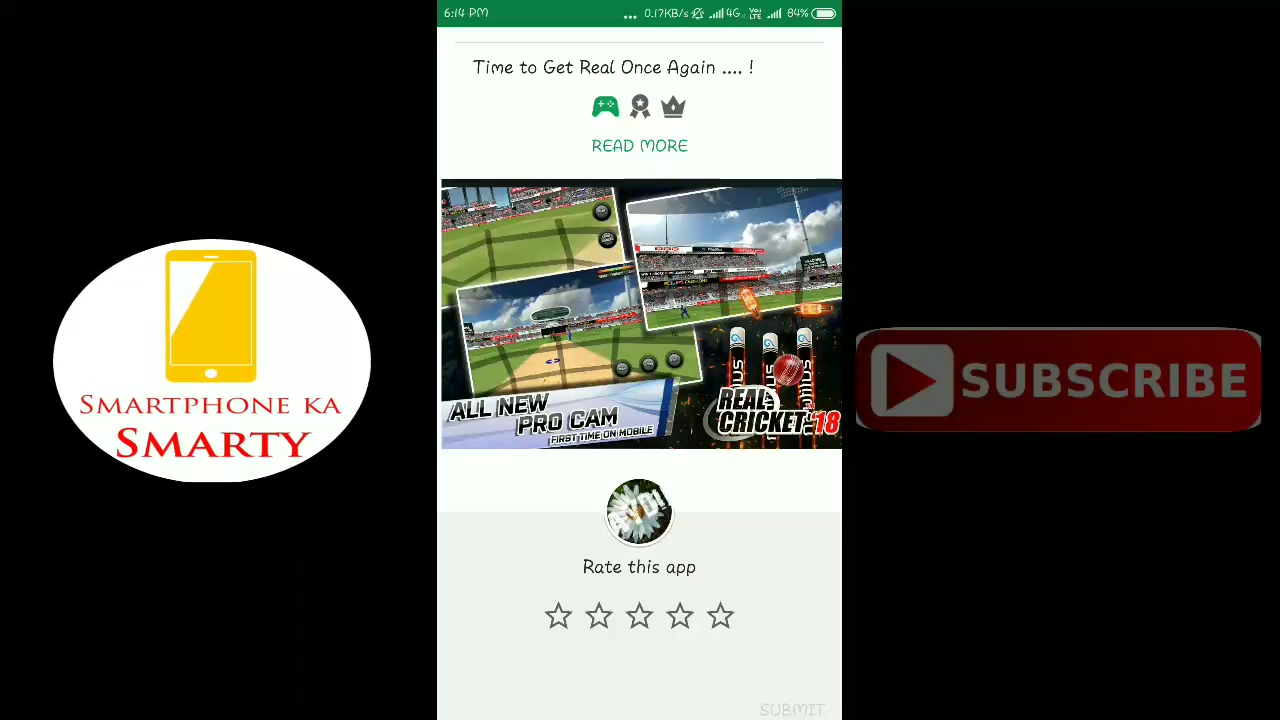 6:14 PM
... 0.17KB/s 4G VoLTE 84%
Time to Get Real Once Again .... !
READ MORE
ALL NEW
PRO CAM
FIRST TIME ON MOBILE
REAL
CRICKET '18
SMARTPHONE KA
SMARTY
SUBSCRIBE
Rate this app
SUBMIT